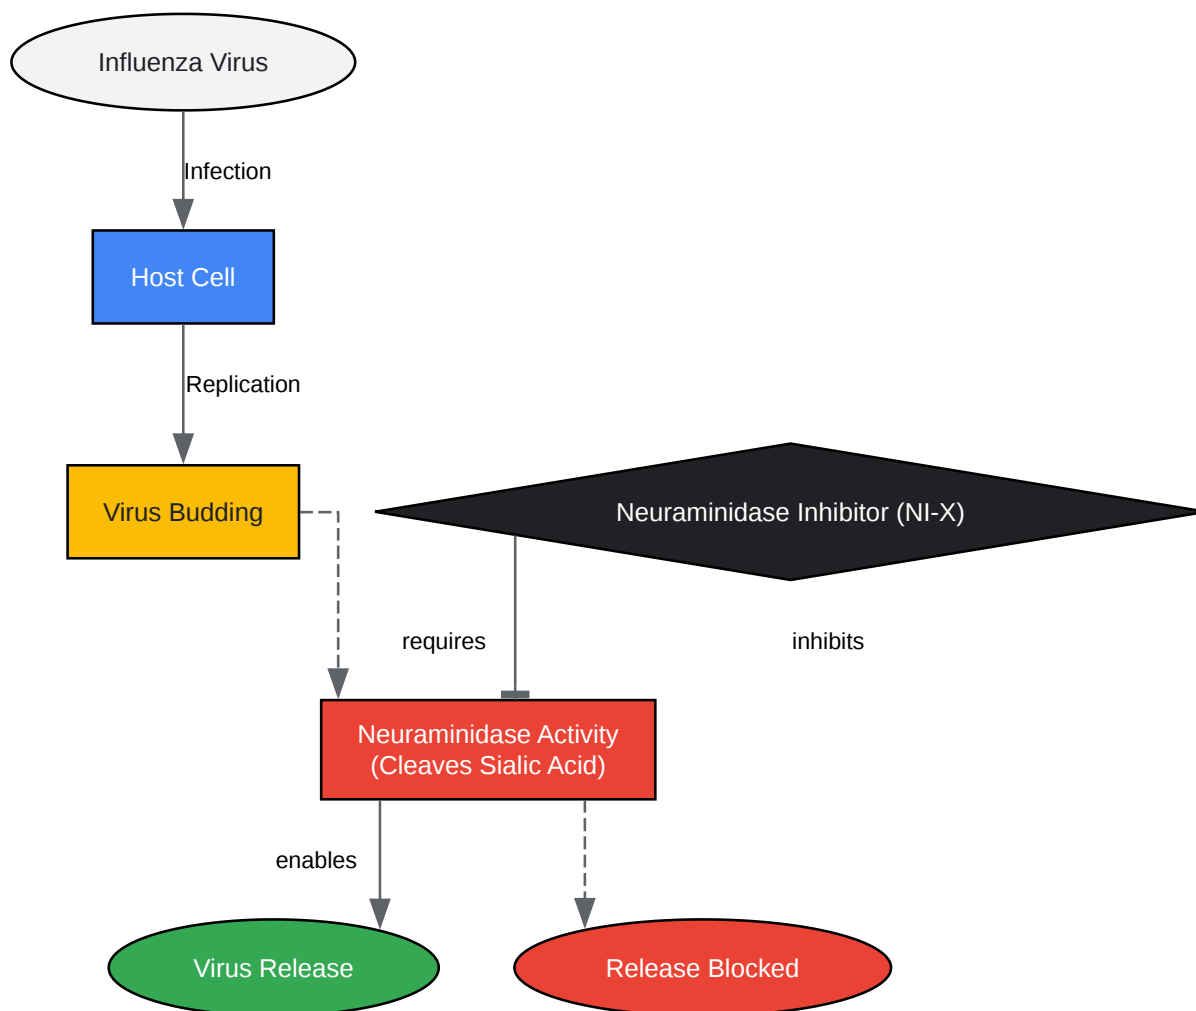 Influenza Virus
Infection
Host Cell
Replication
Virus Budding
Neuraminidase Inhibitor (NI-X)
requires
inhibits
Neuraminidase Activity
(Cleaves Sialic Acid)
enables
Virus Release
Release Blocked